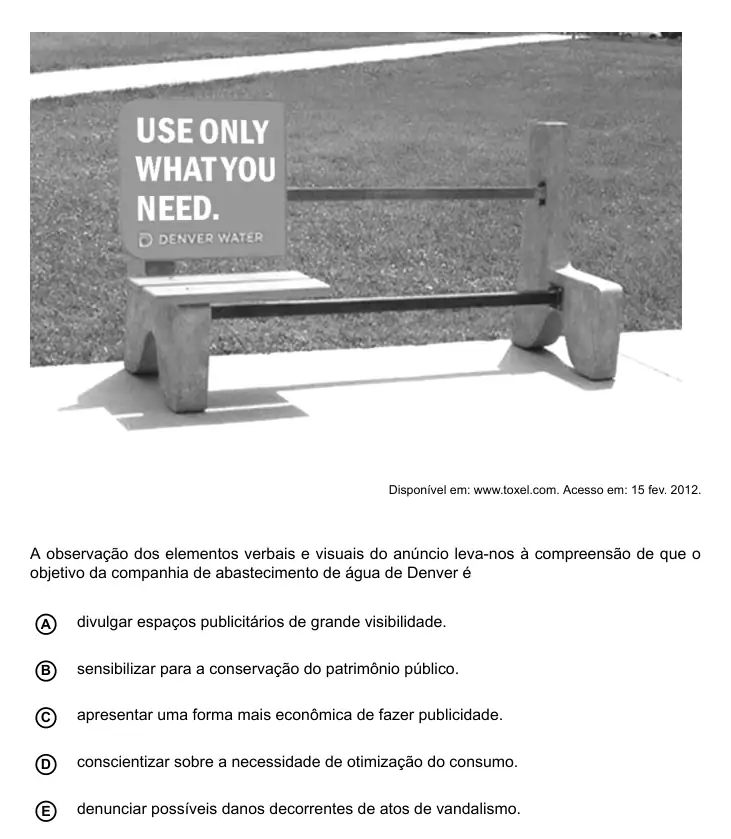 USE ONLY
WHAT YOU
NEED.
DENVER WATER
Disponível em: www.toxel.com. Acesso em: 15 fev. 2012.
A observação dos elementos verbais e visuais do anúncio leva-nos à compreensão de que o
objetivo da companhia de abastecimento de água de Denver é
A divulgar espaços publicitários de grande visibilidade.
B sensibilizar para a conservação do patrimônio público.
C apresentar uma forma mais econômica de fazer publicidade.
D conscientizar sobre a necessidade de otimização do consumo.
E denunciar possíveis danos decorrentes de atos de vandalismo.